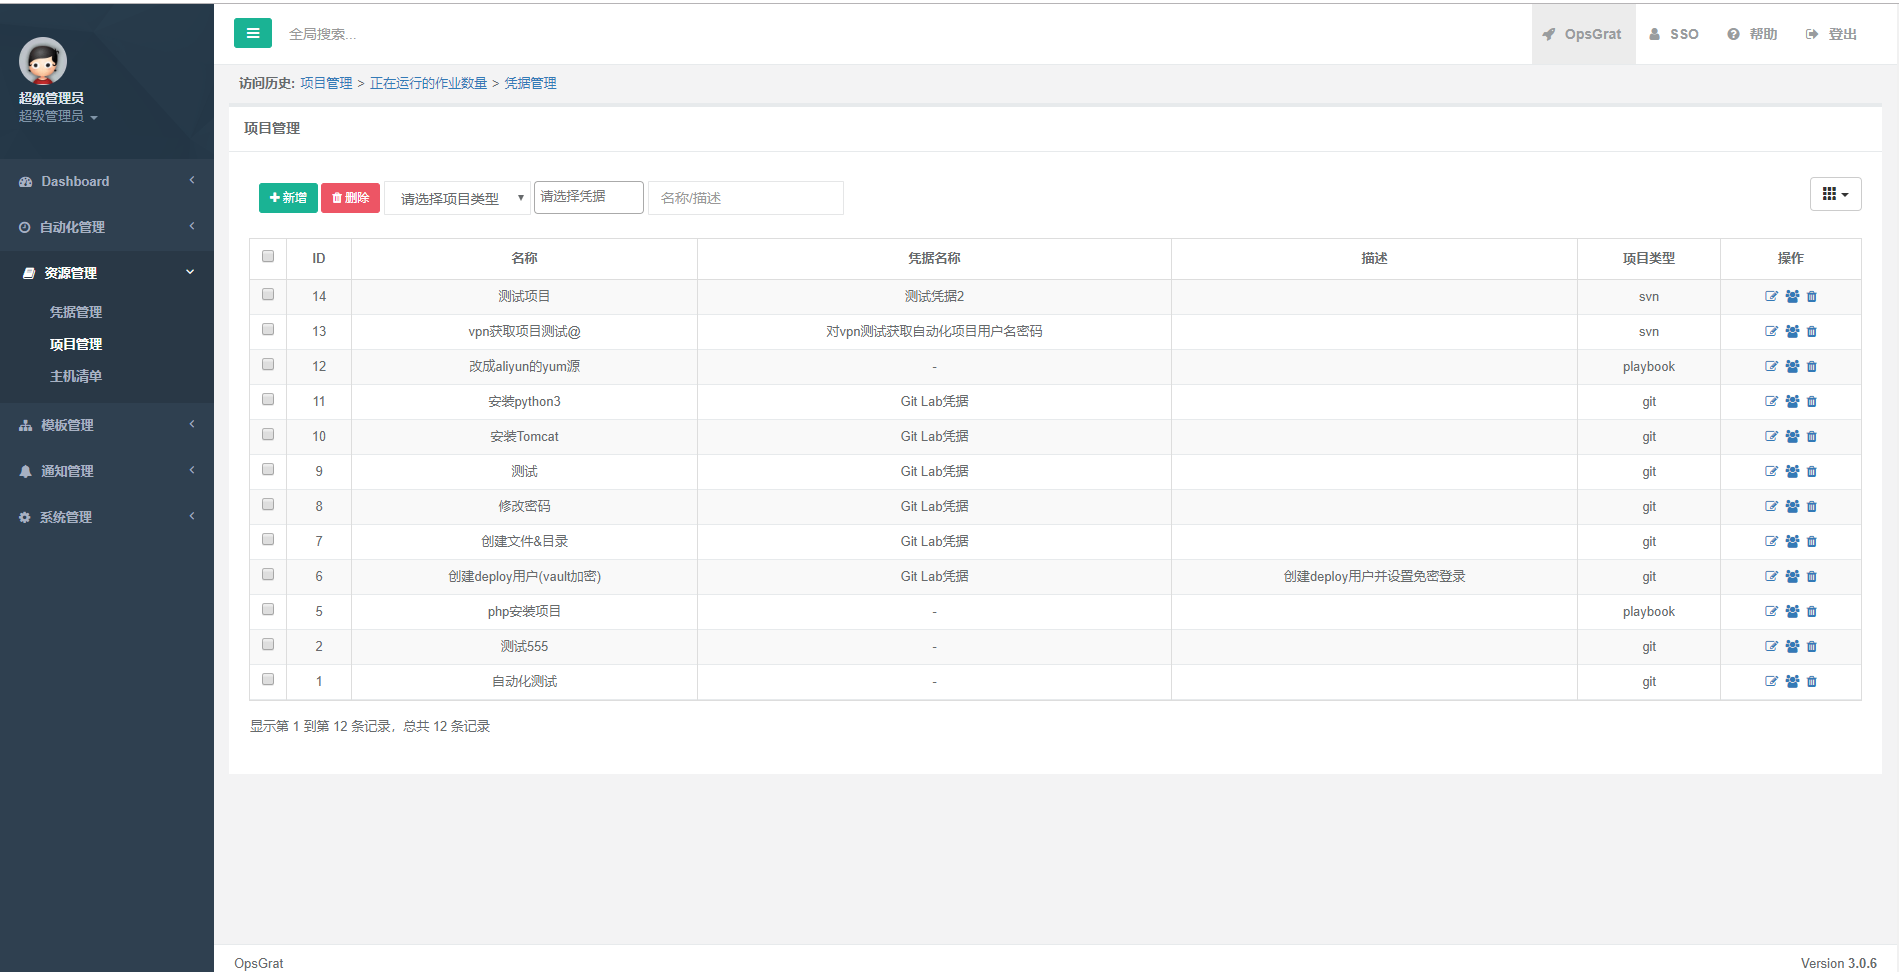 全局搜索...
OpsGrat
SSO
帮助
登出
超级管理员
超级管理员
Dashboard
自动化管理
资源管理
凭据管理
项目管理
主机清单
模板管理
通知管理
系统管理
访问历史: 项目管理 > 正在运行的作业数量 > 凭据管理
项目管理
新增 删除 请选择项目类型 请选择凭据 名称/描述
ID 名称 凭据名称 描述 项目类型 操作
14 测试项目 测试凭据2 svn
13 vpn获取项目测试@ 对vpn测试获取自动化项目用户名密码 svn
12 改成aliyun的yum源 - playbook
11 安装python3 Git Lab凭据 git
10 安装Tomcat Git Lab凭据 git
9 测试 Git Lab凭据 git
8 修改密码 Git Lab凭据 git
7 创建文件&目录 Git Lab凭据 git
6 创建deploy用户(vault加密) Git Lab凭据 创建deploy用户并设置免密登录 git
5 php安装项目 - playbook
2 测试555 - git
1 自动化测试 - git
显示第 1 到第 12 条记录，总共 12 条记录
OpsGrat
Version 3.0.6